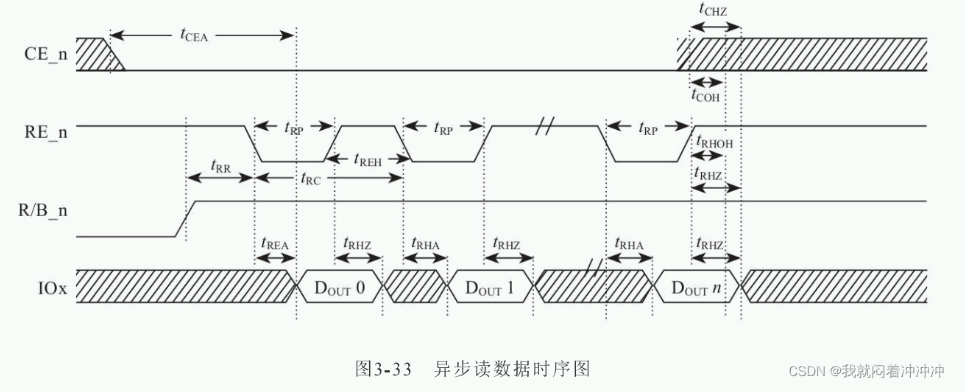 tCHZ
tCEA
CE_n
tCOH
RE_n tRP tRP tRP
tREH tRHOH
tRR tRC tRHZ
R/B_n
tREA tRHZ tRHA tRHZ tRHA tRHZ
IOx DOUT 0 DOUT 1 DOUT n
图3-33 异步读数据时序图
CSDN @我就闷着冲冲冲